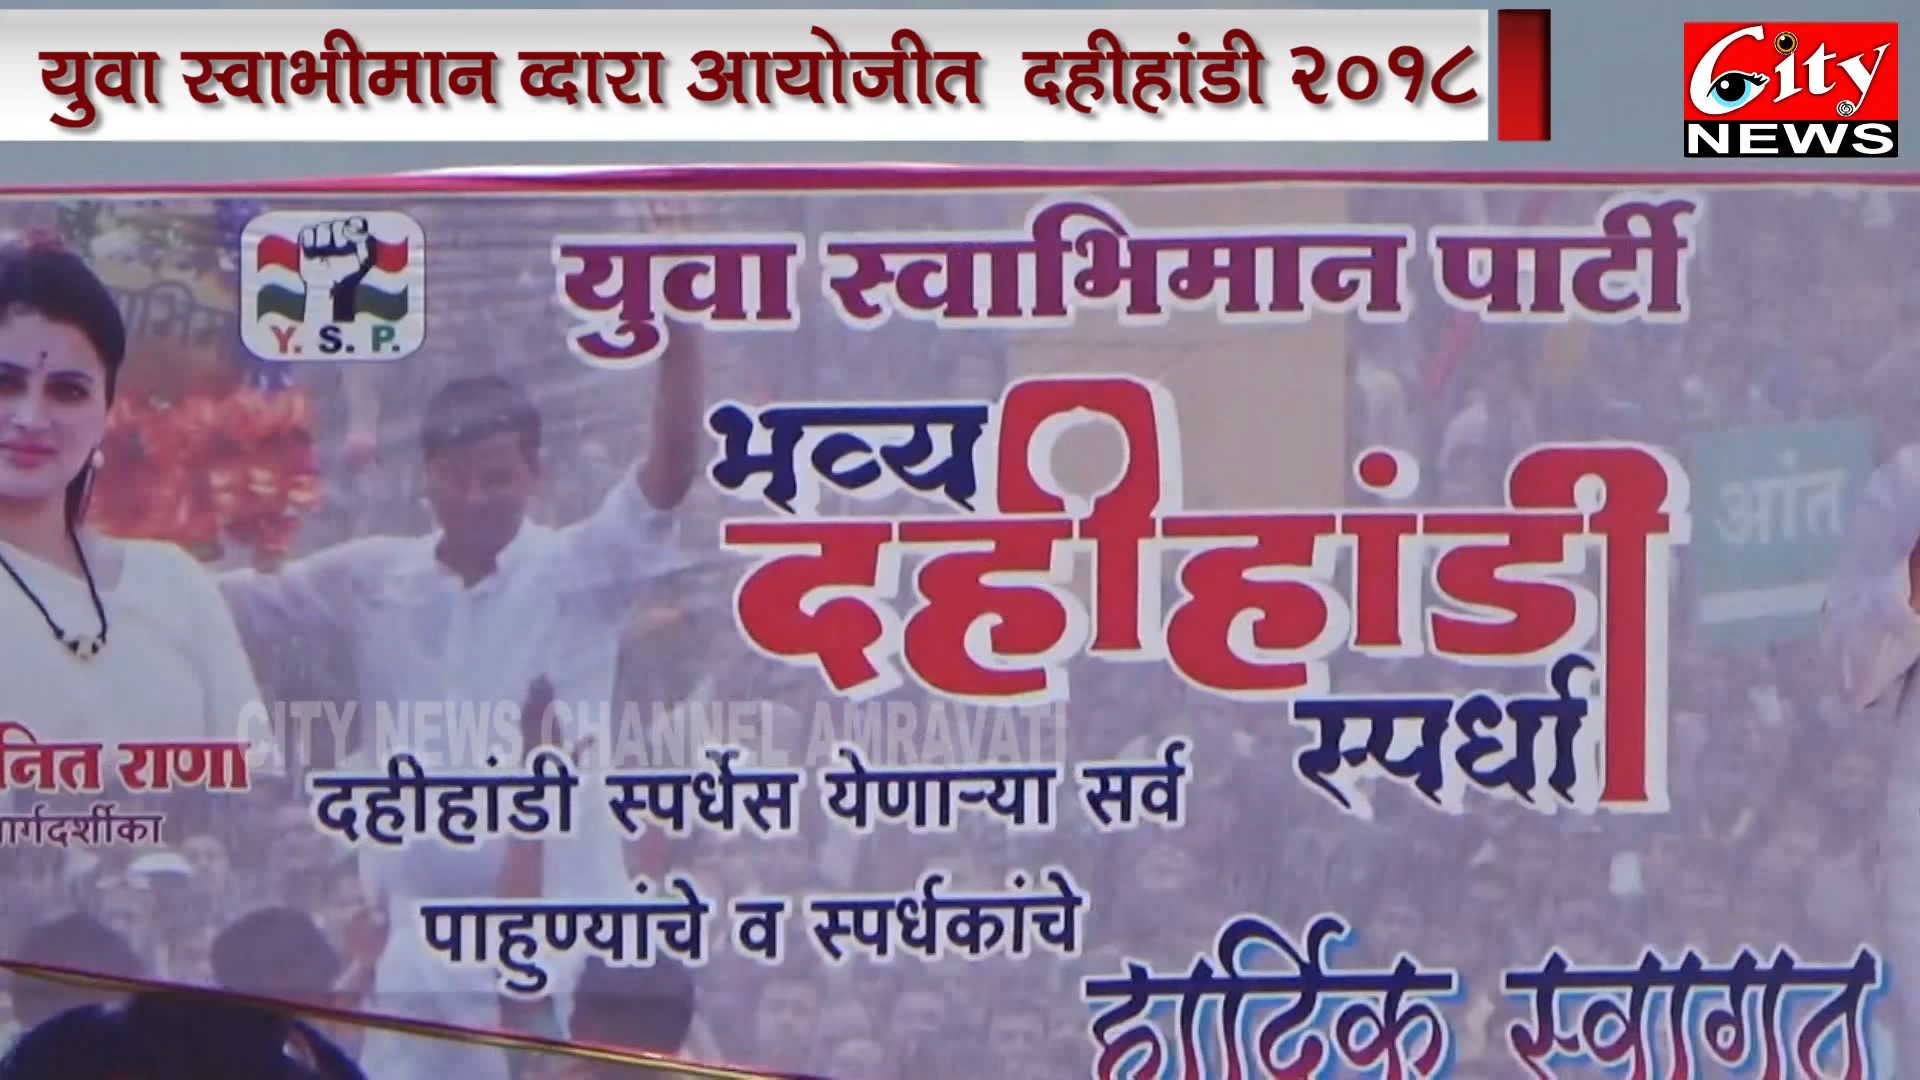 युवा स्वाभीमान व्दारा आयोजीत दहीहांडी २०१८
City
NEWS
Y. S. P.
युवा स्वाभिमान पार्टी
भव्य
दहीहांडी
स्पर्धा
आंत
नित राणा
CITY NEWS CHANNEL AMRAVATI
ार्गदर्शीका
दहीहांडी स्पर्धेस येणाऱ्या सर्व
पाहुण्यांचे व स्पर्धकांचे
हार्दिक स्वागत